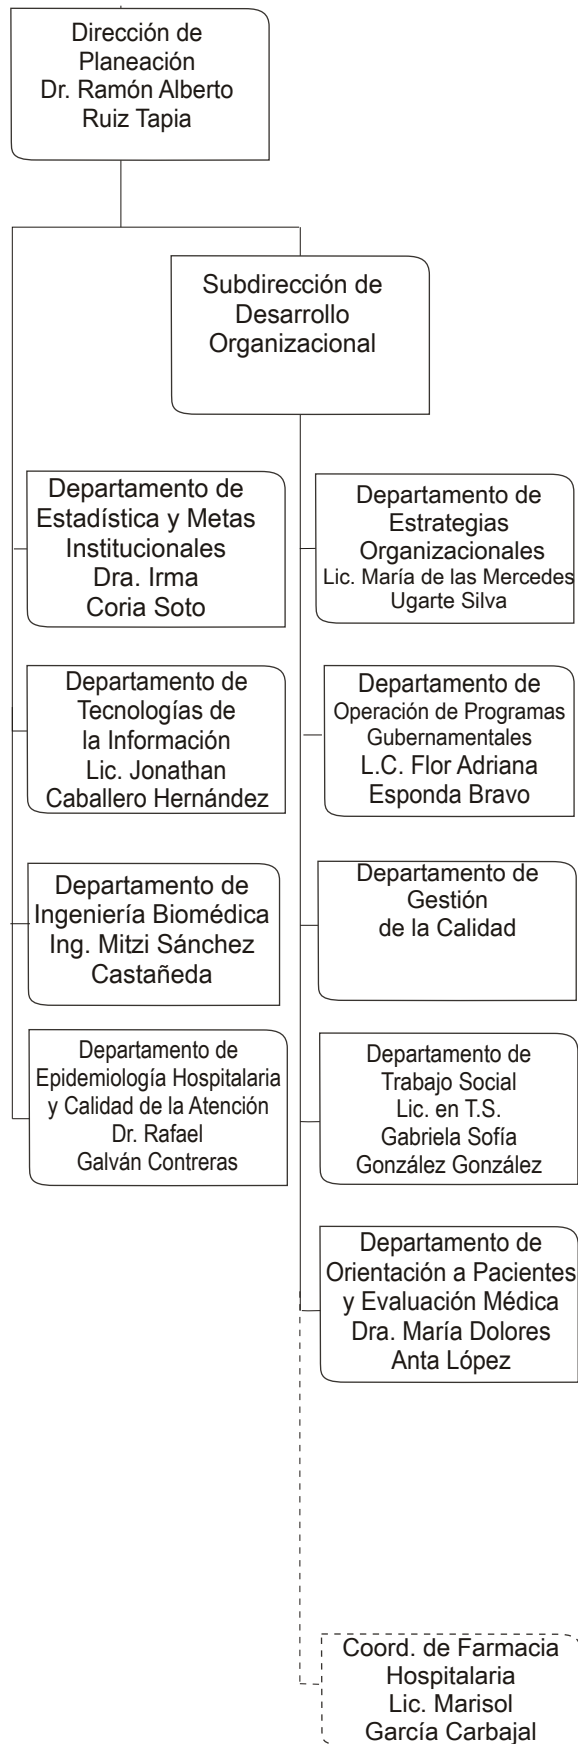 Dirección de
Planeación
Dr. Ramón Alberto
Ruiz Tapia
Subdirección de
Desarrollo
Organizacional
Departamento de
Estadística y Metas
Institucionales
Dra. Irma
Coria Soto
Departamento de
Estrategias
Organizacionales
Lic. María de las Mercedes
Ugarte Silva
Departamento de
Tecnologías de
la Información
Lic. Jonathan
Caballero Hernández
Departamento de
Operación de Programas
Gubernamentales
L.C. Flor Adriana
Esponda Bravo
Departamento de
Ingeniería Biomédica
Ing. Mitzi Sánchez
Castañeda
Departamento de
Gestión
de la Calidad
Departamento de
Epidemiología Hospitalaria
y Calidad de la Atención
Dr. Rafael
Galván Contreras
Departamento de
Trabajo Social
Lic. en T.S.
Gabriela Sofía
González González
Departamento de
Orientación a Pacientes
y Evaluación Médica
Dra. María Dolores
Anta López
Coord. de Farmacia
Hospitalaria
Lic. Marisol
García Carbajal